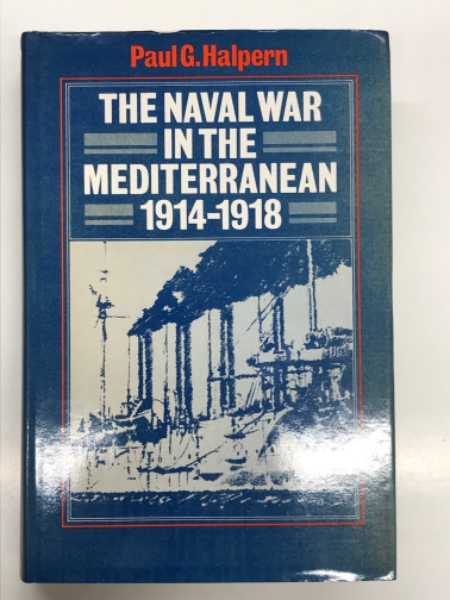 Paul G. Halpern
THE NAVAL WAR
IN THE
MEDITERRANEAN
1914-1918